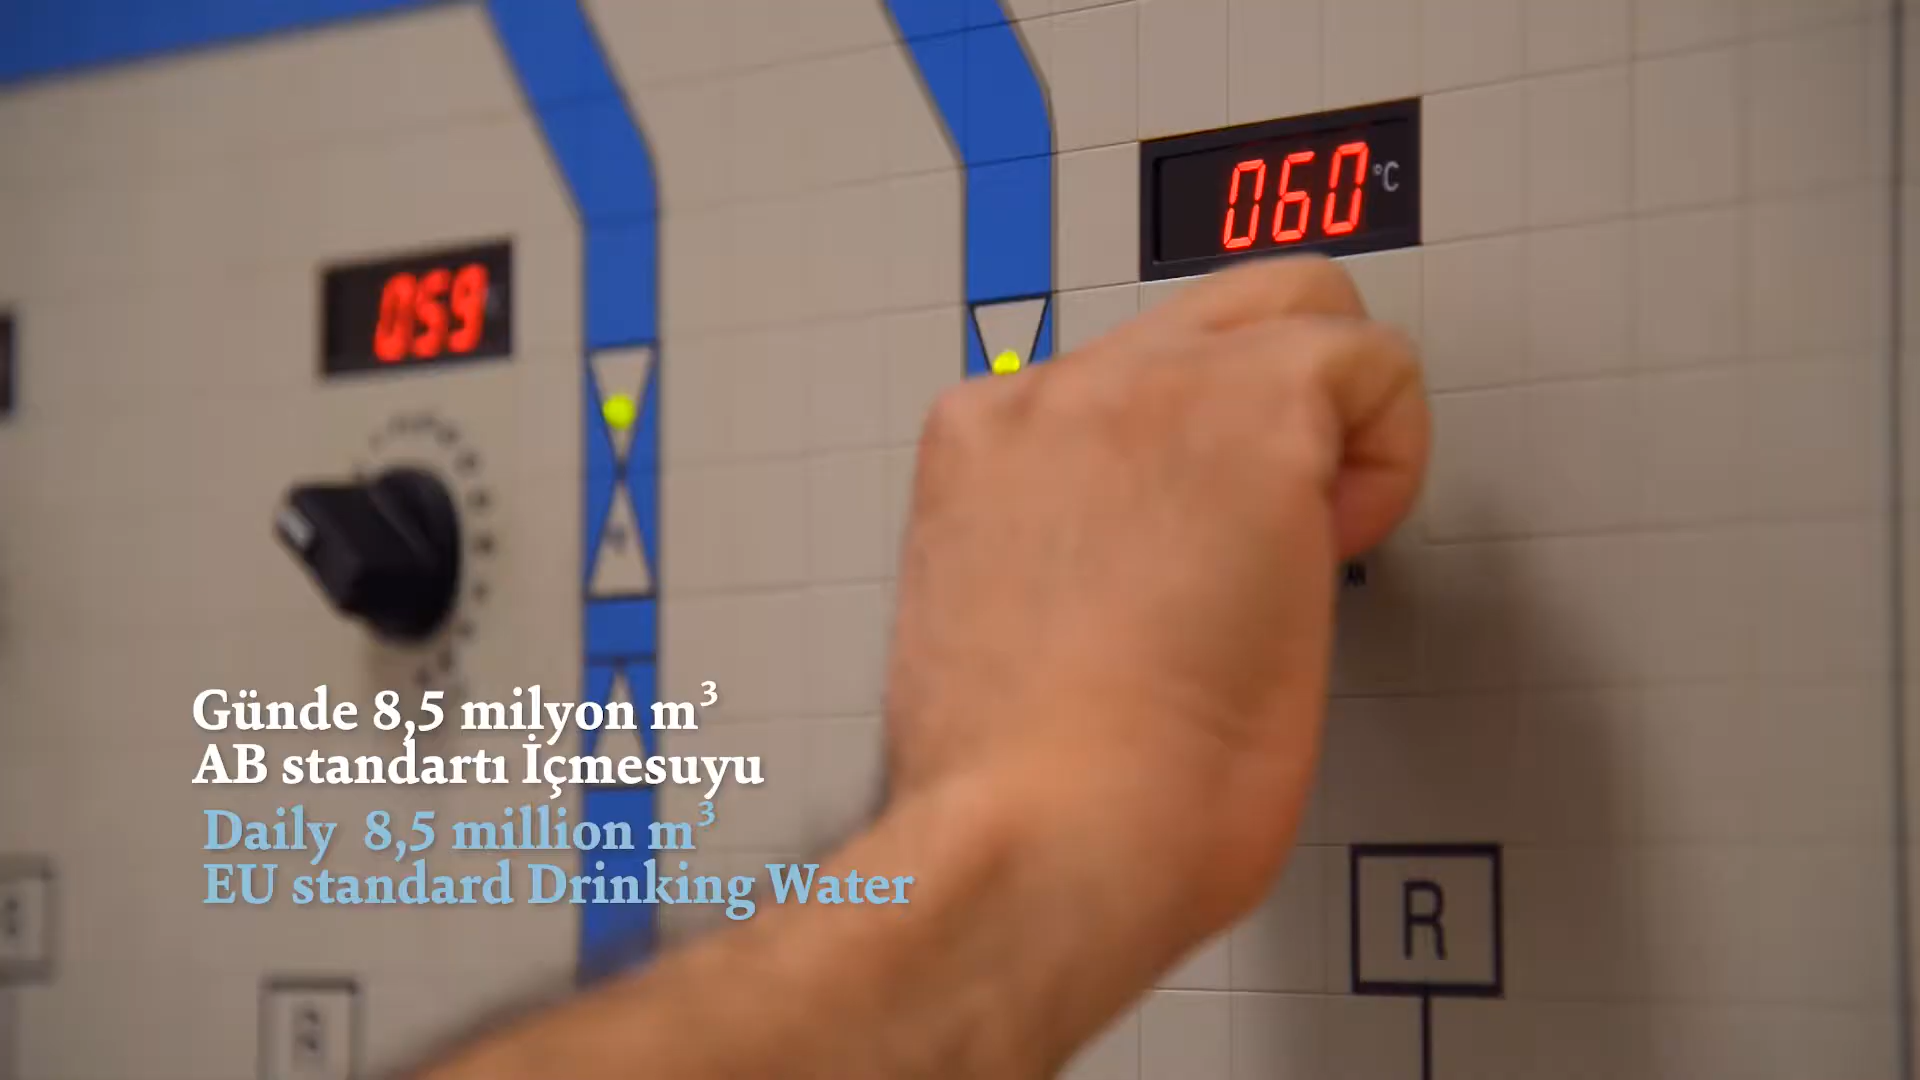 060 °C
059
Günde 8,5 milyon m³
AB standartı İçmesuyu
Daily 8,5 million m³
EU standard Drinking Water
R